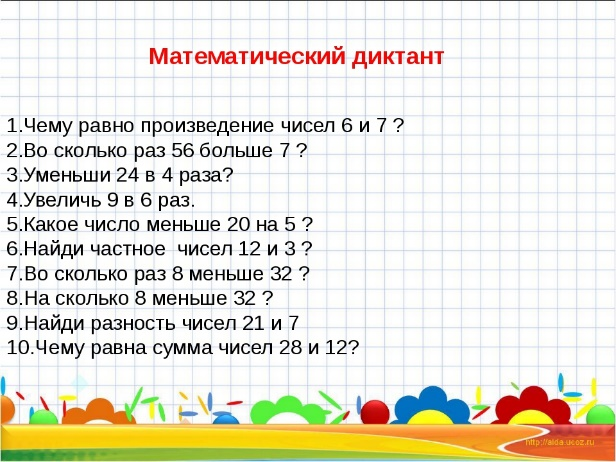 Математический диктант
1.Чему равно произведение чисел 6 и 7 ?
2.Во сколько раз 56 больше 7 ?
3.Уменьши 24 в 4 раза?
4.Увеличь 9 в 6 раз.
5.Какое число меньше 20 на 5 ?
6.Найди частное  чисел 12 и 3 ?
7.Во сколько раз 8 меньше 32 ?
8.На сколько 8 меньше 32 ?
9.Найди разность чисел 21 и 7
10.Чему равна сумма чисел 28 и 12?
http://aida.ucoz.ru